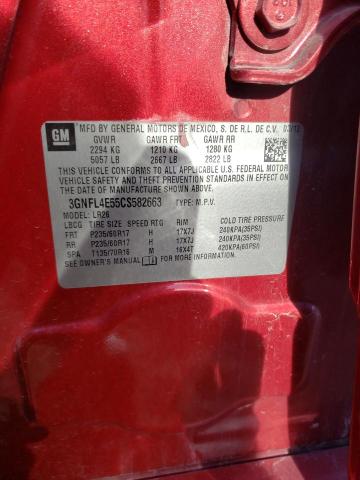 GM
MFD BY GENERAL MOTORS DE MEXICO, S. DE R.L. DE C.V.
GVWR GAWR FRT GAWR RR
2294 KG 1210 KG 1280 KG
5057 LB 2667 LB 2822 LB
THIS VEHICLE CONFORMS TO ALL APPLICABLE U.S. FEDERAL MOTOR
VEHICLE SAFETY, BUMPER, AND THEFT PREVENTION STANDARDS IN
EFFECT ON THE DATE OF MANUFACTURE SHOWN ABOVE.
3GNFL4E55CS582663 TYPE: M.P.V.
MODEL: LR26
LBCG TIRE SIZE SPEED RTG RIM COLD TIRE PRESSURE
FRT P235/60R17 H 17X7J 240KPA(35PSI)
RR P235/60R17 H 17X7J 240KPA(35PSI)
SPA T135/70R16 M 16X4T 420KPA(60PSI)
SEE OWNER'S MANUAL FOR MORE INFORMATION